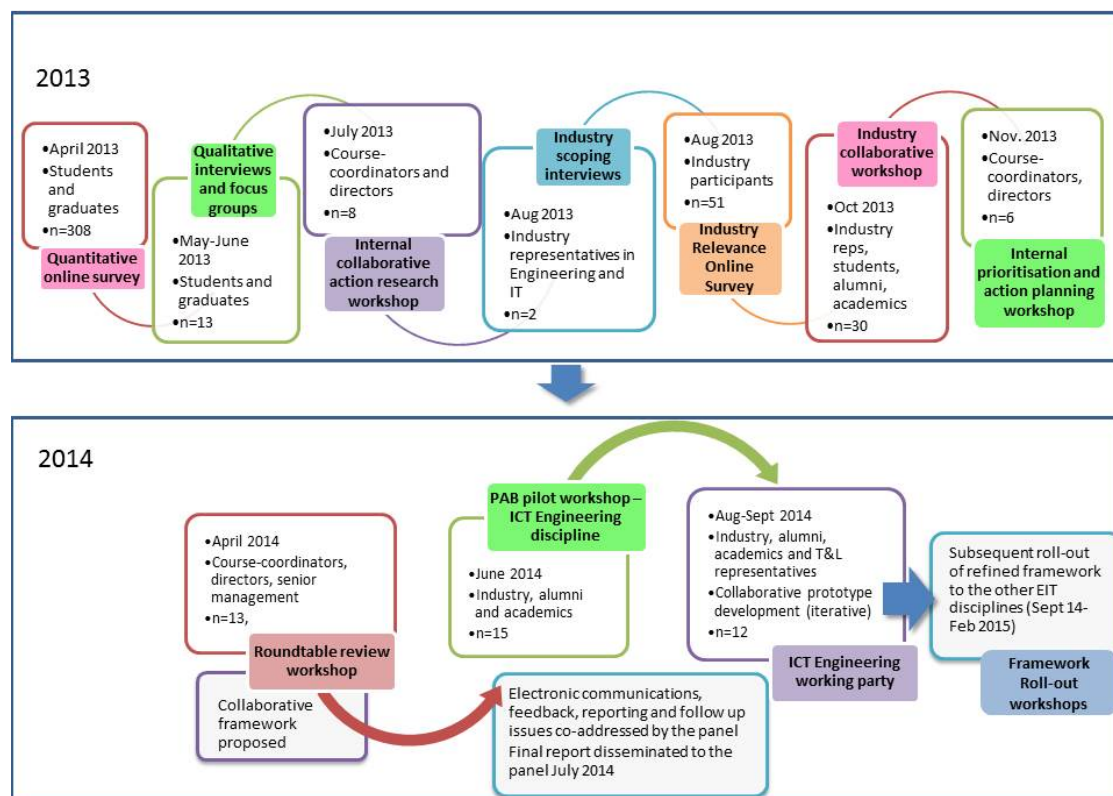 2013
•April 2013
•Students
and
graduates
•n=308
Quantitative
online survey
Qualitative
interviews
and focus
groups
•May-June
2013
•Students and
graduates
•n=13
•July 2013
•Course-
coordinators and
directors
•n=8
Internal
collaborative
action research
workshop
Industry
scoping
interviews
•Aug 2013
•Industry
representatives in
Engineering and
IT
•n=2
•Aug 2013
•Industry
participants
•n=51
Industry
Relevance
Online
Survey
Industry
collaborative
workshop
•Oct 2013
•Industry
reps,
students,
alumni,
academics
•n=30
•Nov. 2013
•Course-
coordinators,
directors
•n=6
Internal
prioritisation and
action planning
workshop
2014
•April 2014
•Course-coordinators,
directors, senior
management
•n=13,
Roundtable review
workshop
Collaborative
framework
proposed
PAB pilot workshop –
ICT Engineering
discipline
•June 2014
•Industry, alumni
and academics
•n=15
Electronic communications,
feedback, reporting and follow up
issues co-addressed by the panel
Final report disseminated to the
panel July 2014
•Aug-Sept 2014
•Industry, alumni,
academics and T&L
representatives
•Collaborative prototype
development (iterative)
•n=12
ICT Engineering
working party
Subsequent roll-out
of refined framework
to the other EIT
disciplines (Sept 14-
Feb 2015)
Framework
Roll-out
workshops